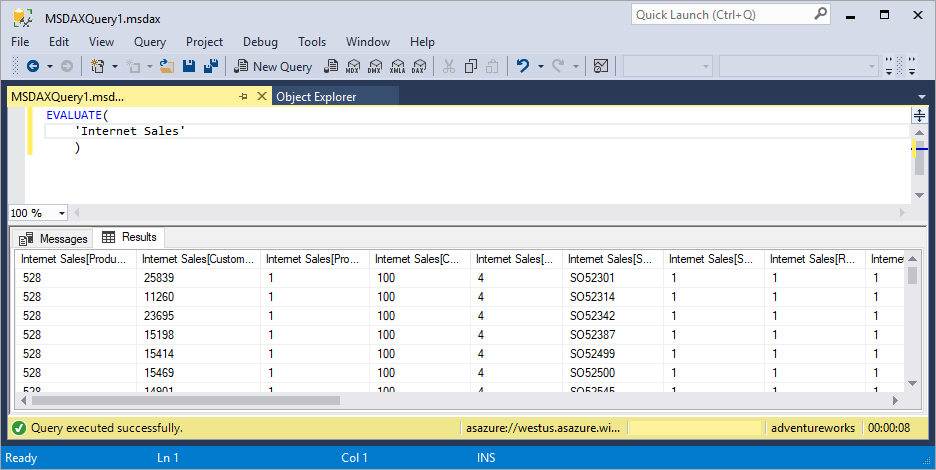 MSDAXQuery1.msdax
Quick Launch (Ctrl+Q)
File Edit View Query Project Debug Tools Window Help
New Query MDX DMX XMLA DAX
MSDAXQuery1.msd... Object Explorer
EVALUATE(
'Internet Sales'
)
100 %
Messages Results
Internet Sales[Produ... Internet Sales[Custom... Internet Sales[Pro... Internet Sales[C... Internet Sales[... Internet Sales[S... Internet Sales[S... Internet Sales[R... Internet
528 25839 1 100 4 SO52301 1 1 1
528 11260 1 100 4 SO52314 1 1 1
528 23695 1 100 4 SO52342 1 1 1
528 15198 1 100 4 SO52387 1 1 1
528 15414 1 100 4 SO52499 1 1 1
528 15469 1 100 4 SO52500 1 1 1
528 14901 1 100 4 SO52545 1 1 1
Query executed successfully. asazure://westus.asazure.wi... adventureworks 00:00:08
Ready Ln 1 Col 1 INS